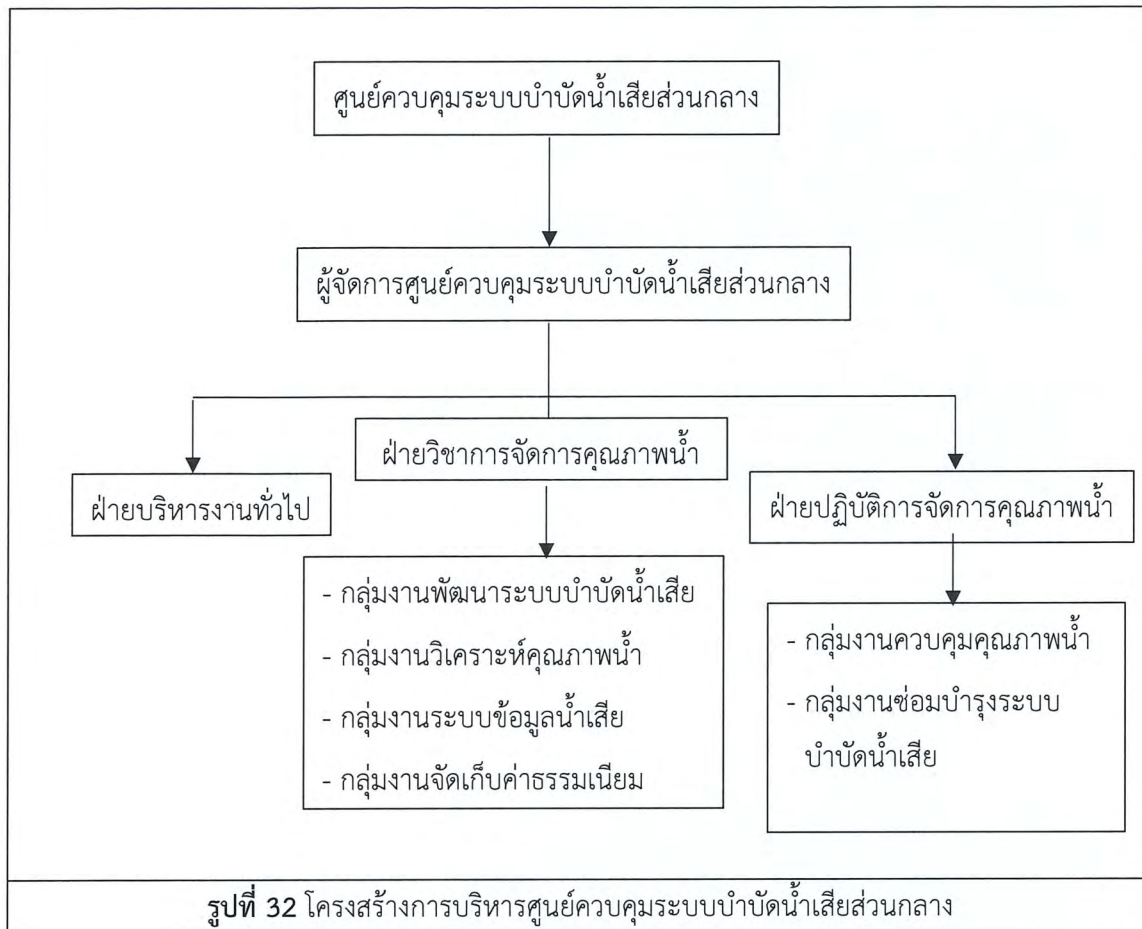 ศูนย์ควบคุมระบบบำบัดน้ำเสียส่วนกลาง
ผู้จัดการศูนย์ควบคุมระบบบำบัดน้ำเสียส่วนกลาง
ฝ่ายบริหารงานทั่วไป
ฝ่ายวิชาการจัดการคุณภาพน้ำ
- กลุ่มงานพัฒนาระบบบำบัดน้ำเสีย
- กลุ่มงานวิเคราะห์คุณภาพน้ำ
- กลุ่มงานระบบข้อมูลน้ำเสีย
- กลุ่มงานจัดเก็บค่าธรรมเนียม
ฝ่ายปฏิบัติการจัดการคุณภาพน้ำ
- กลุ่มงานควบคุมคุณภาพน้ำ
- กลุ่มงานซ่อมบำรุงระบบ
บำบัดน้ำเสีย
รูปที่ 32 โครงสร้างการบริหารศูนย์ควบคุมระบบบำบัดน้ำเสียส่วนกลาง